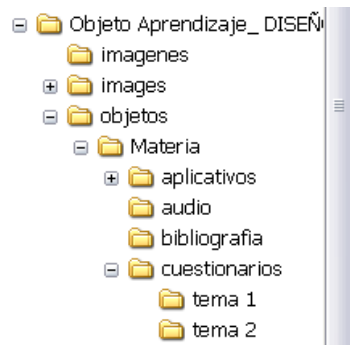 Objeto Aprendizaje_ DISEÑ
imagenes
images
objetos
Materia
aplicativos
audio
bibliografia
cuestionarios
tema 1
tema 2